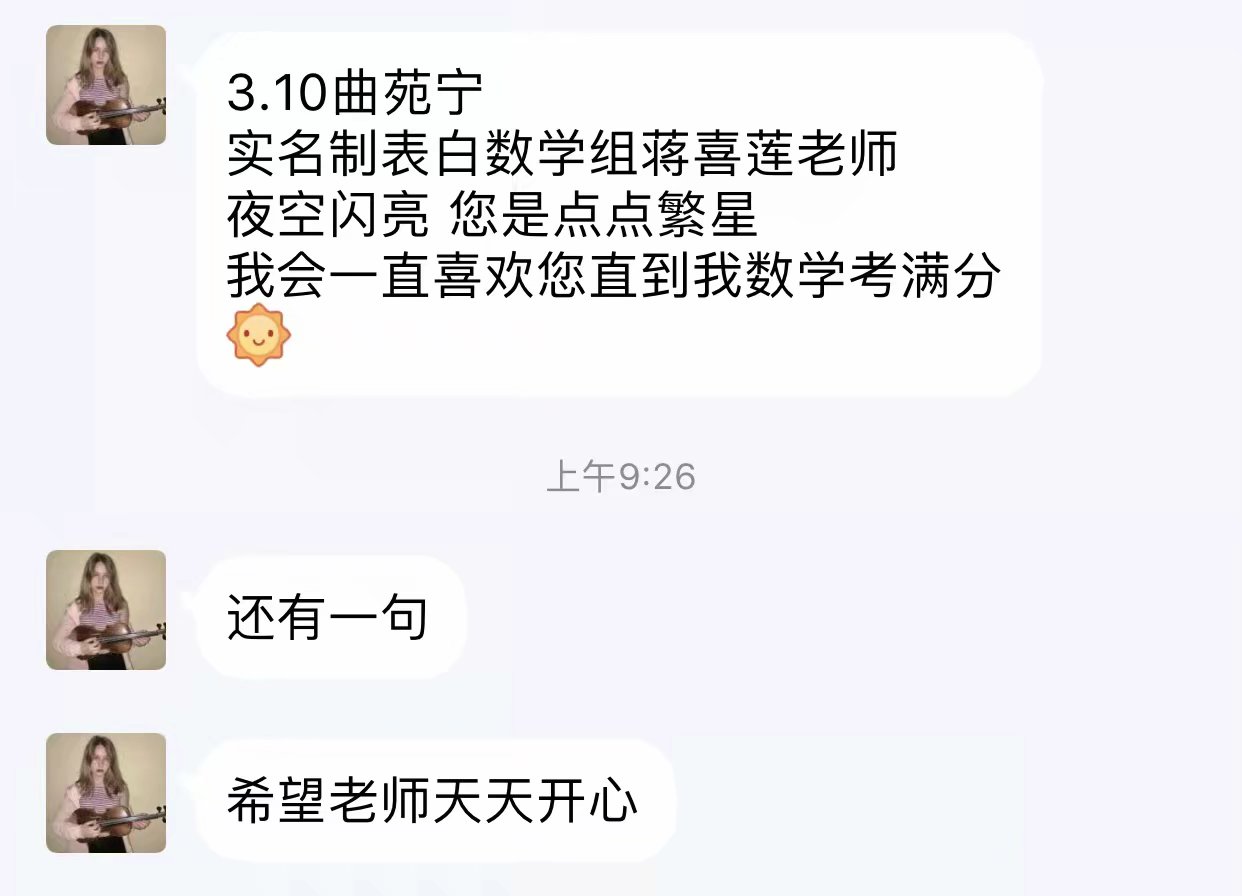 3.10曲苑宁
实名制表白数学组蒋喜莲老师
夜空闪亮 您是点点繁星
我会一直喜欢您直到我数学考满分
上午9:26
还有一句
希望老师天天开心